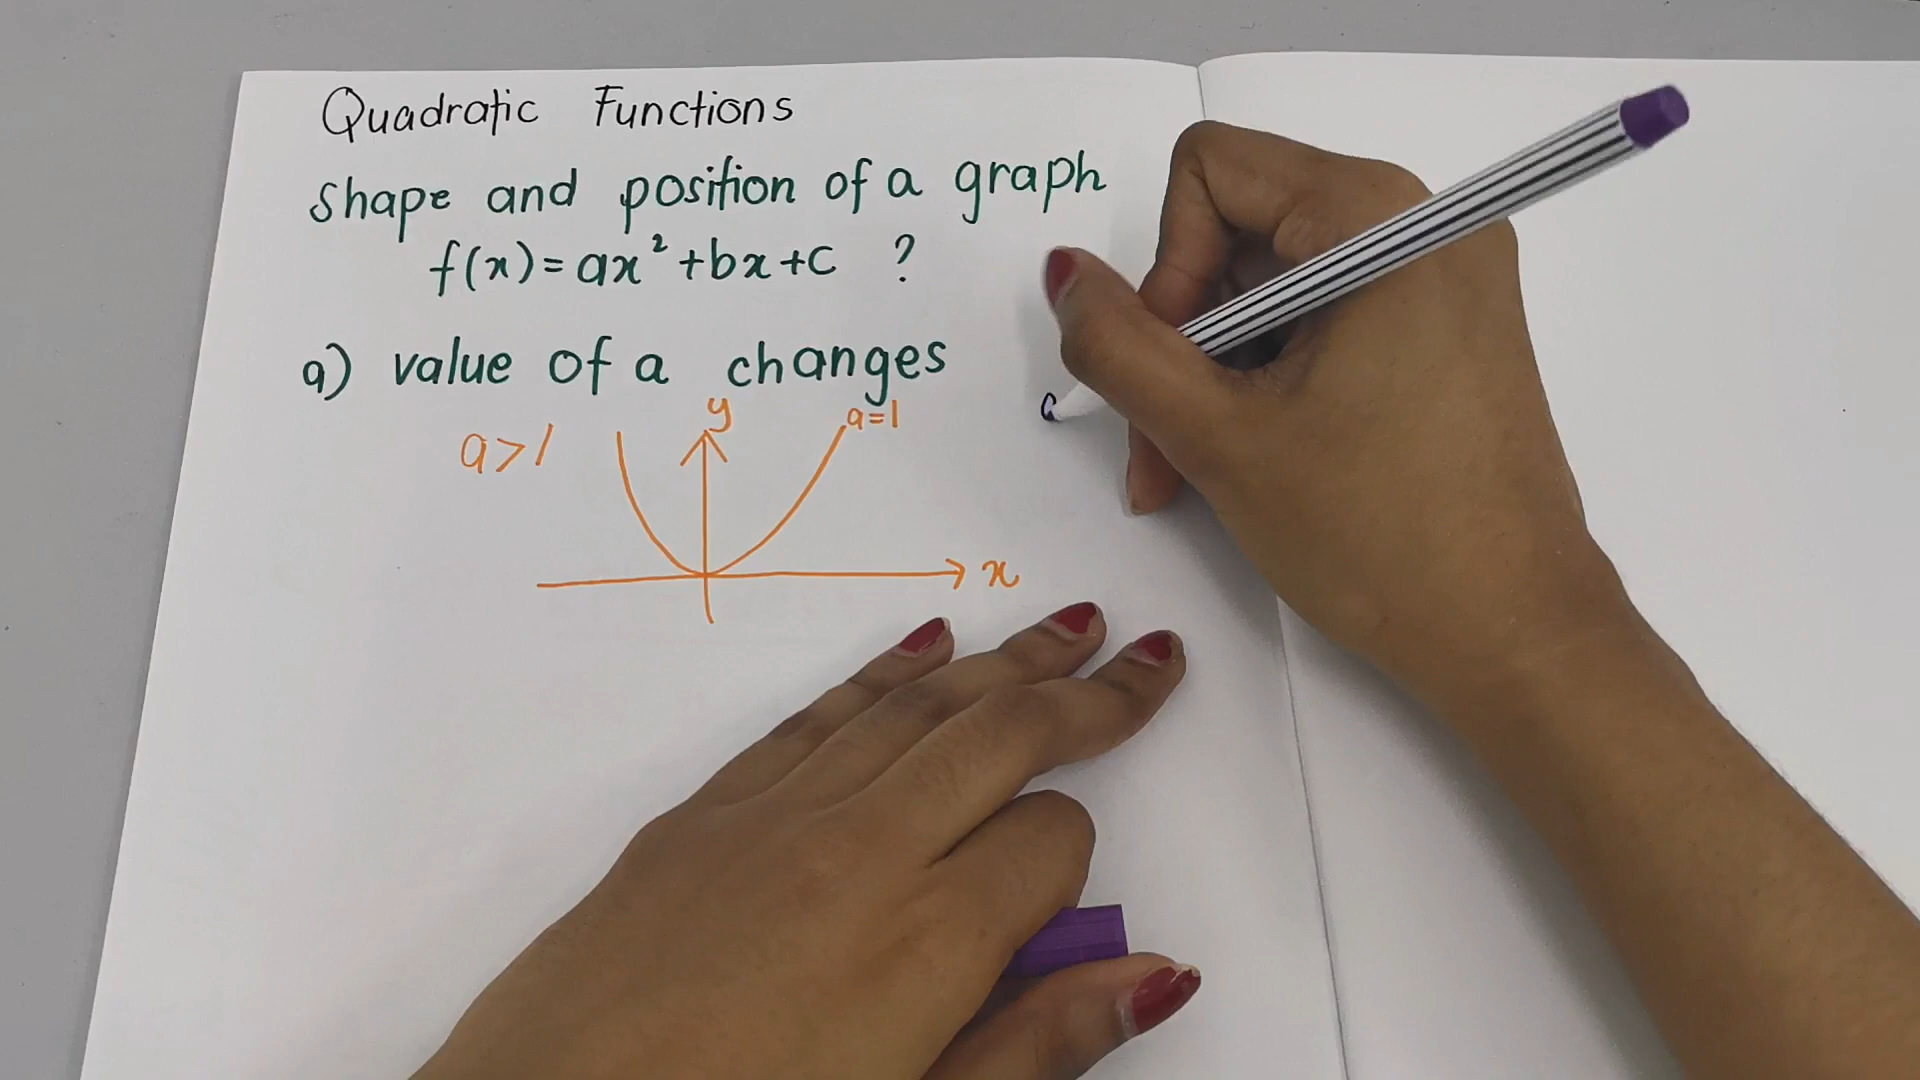 Quadratic Functions
Shape and position of a graph
f(x)=ax²+bx+c ?
a) value of a changes
a>1
y
a=1
x
a